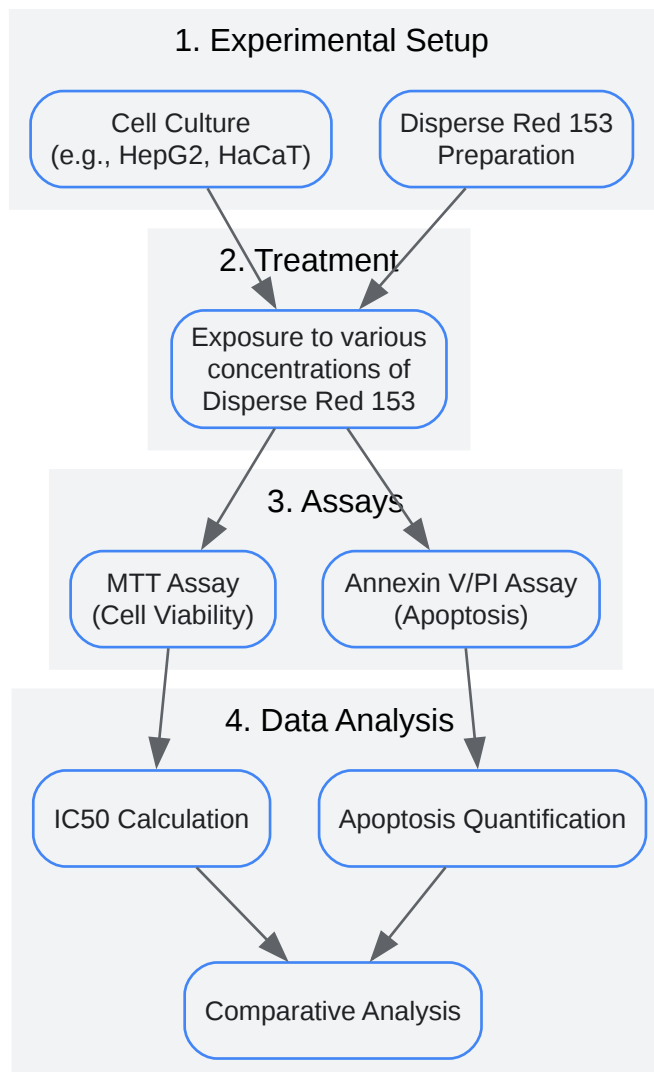 1. Experimental Setup
Cell Culture
(e.g., HepG2, HaCaT)
Disperse Red 153
Preparation
2. Treatment
Exposure to various
concentrations of
Disperse Red 153
3. Assays
MTT Assay
(Cell Viability)
Annexin V/PI Assay
(Apoptosis)
4. Data Analysis
IC50 Calculation
Apoptosis Quantification
Comparative Analysis